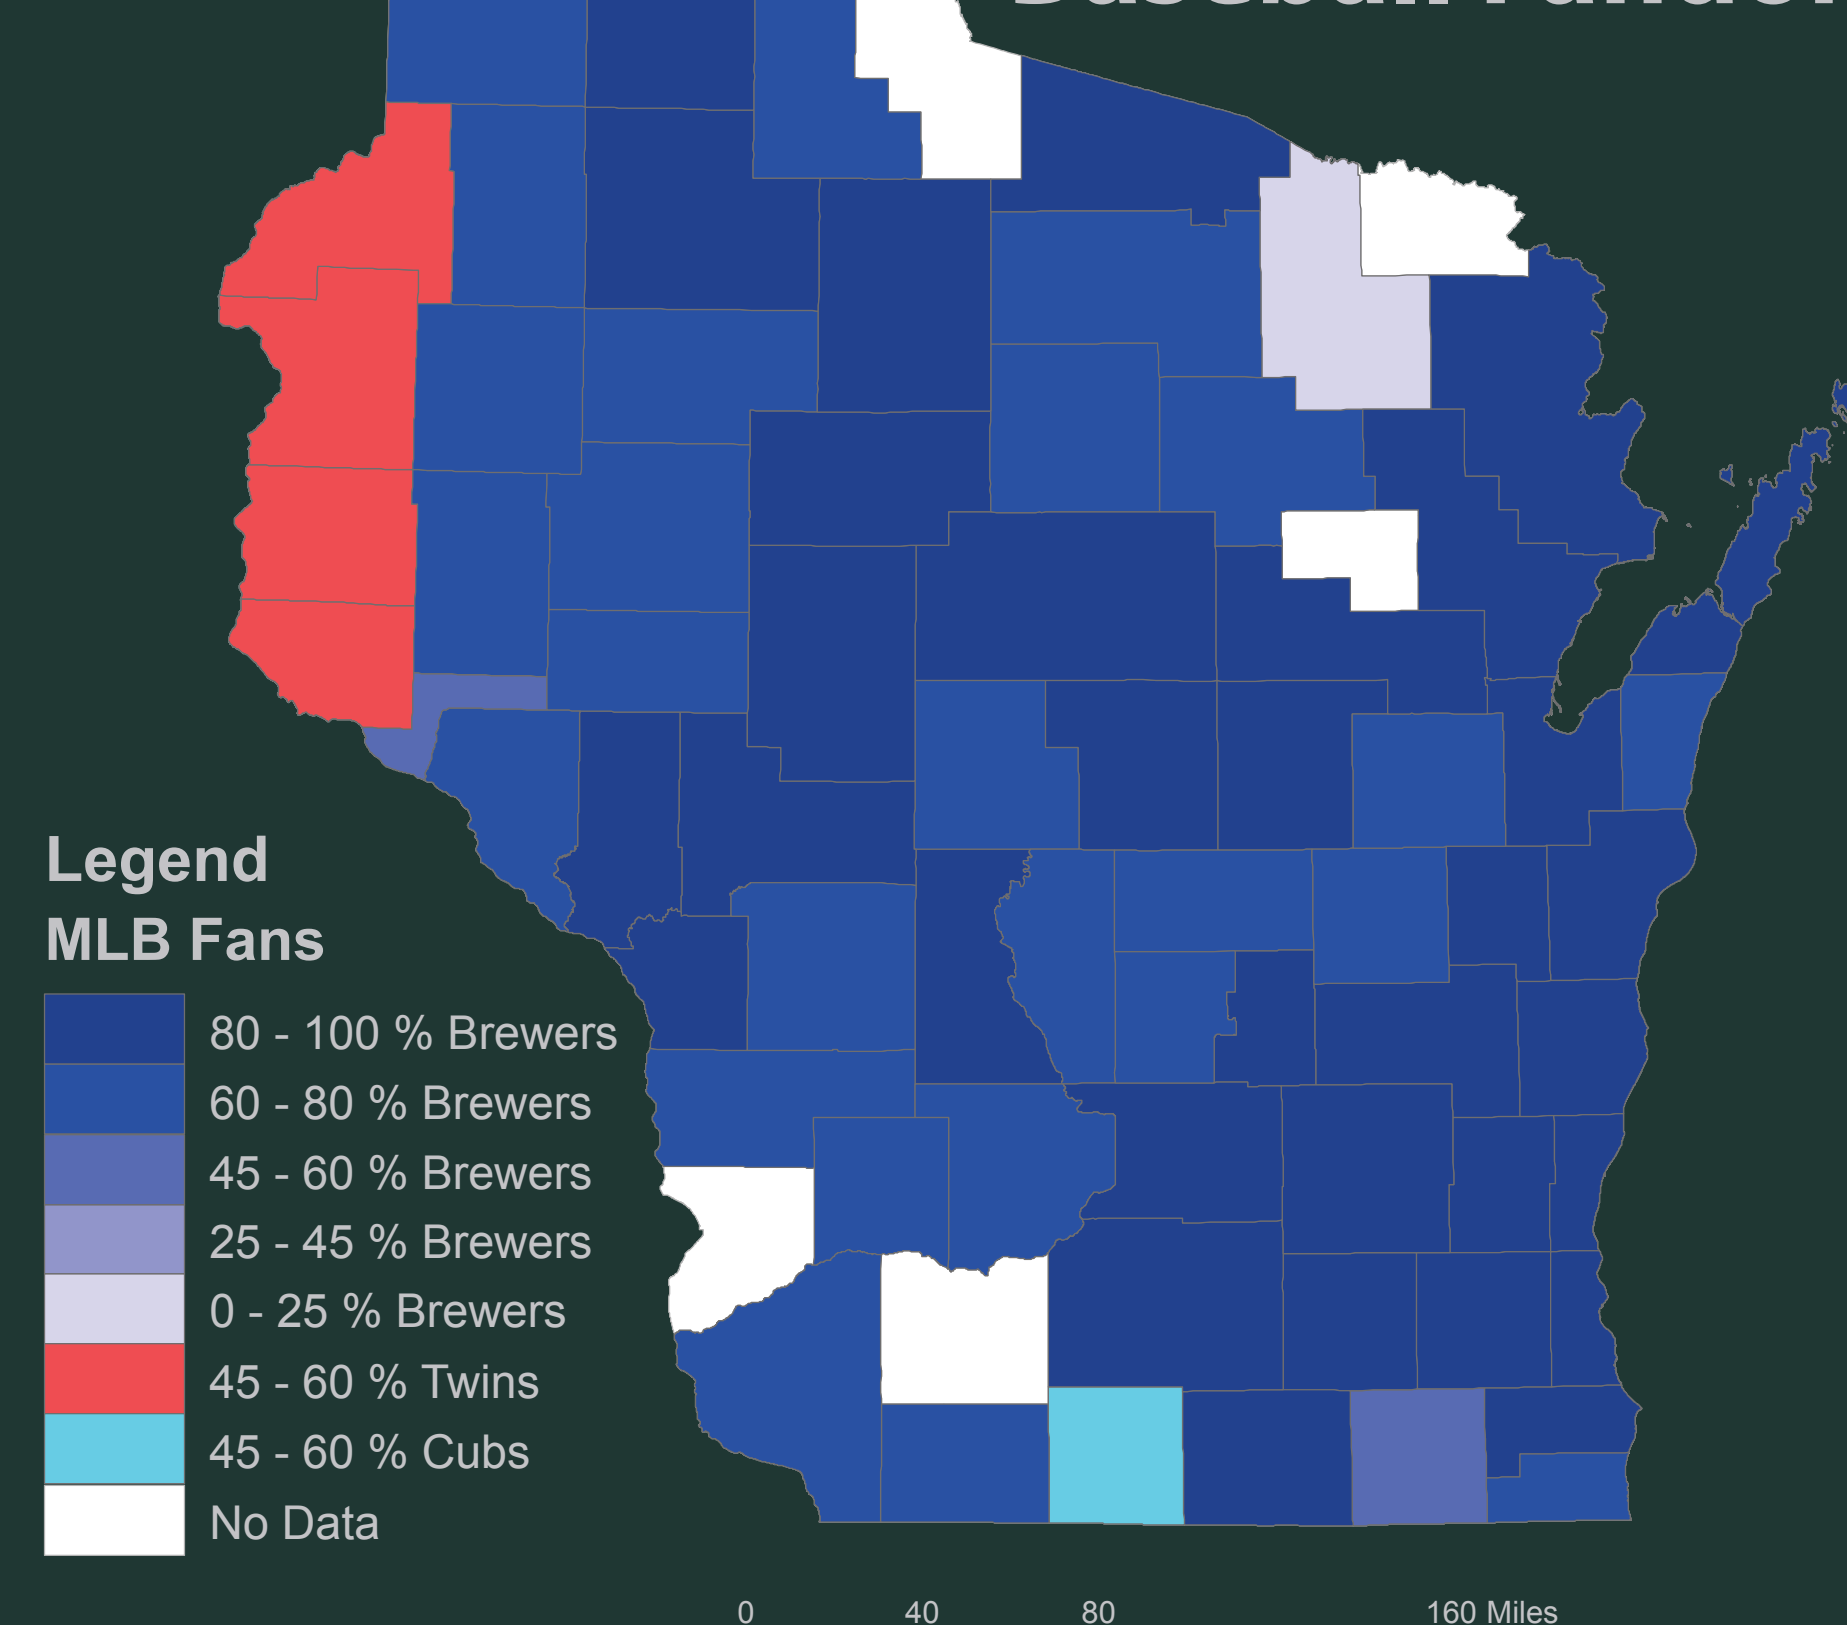 Legend
MLB Fans
80 - 100 % Brewers
60 - 80 % Brewers
45 - 60 % Brewers
25 - 45 % Brewers
0 - 25 % Brewers
45 - 60 % Twins
45 - 60 % Cubs
No Data
0 40 80 160 Miles